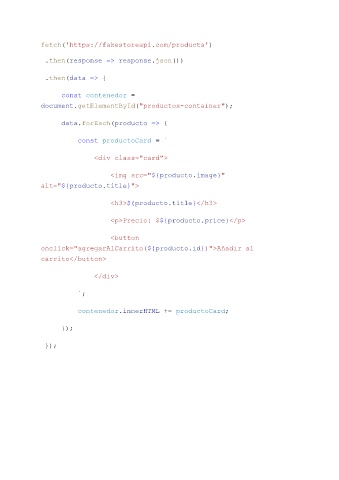 fetch('https://fakestoreapi.com/products')
.then(response => response.json())
.then(data => {
const contenedor =
document.getElementById("productos-container");
data.forEach(producto => {
const productoCard = `
<div class="card">
<img src="${producto.image}"
alt="${producto.title}">
<h3>${producto.title}</h3>
<p>Precio: $${producto.price}</p>
<button
onclick="agregarAlCarrito(${producto.id})">Añadir al
carrito</button>
</div>
`;
contenedor.innerHTML += productoCard;
});
});